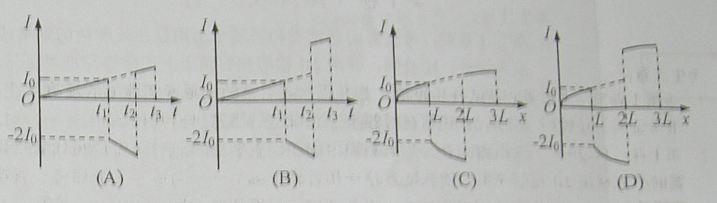 I I I I
I₀ I₀ I₀ I₀
O t₁ t₂ t₃ t O t₁ t₂ t₃ t O L 2L 3L x O L 2L 3L x
-2I₀ -2I₀ -2I₀ -2I₀
(A) (B) (C) (D)